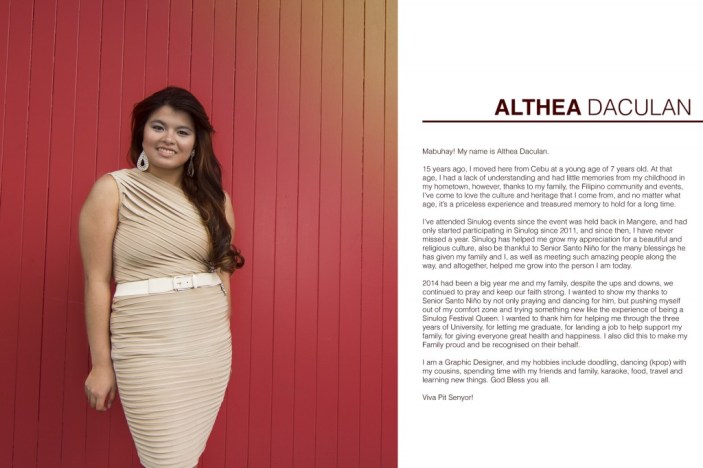 ALTHEA DACULAN
Mabuhay! My name is Althea Daculan.
15 years ago, I moved here from Cebu at a young age of 7 years old. At that
age, I had a lack of understanding and had little memories from my childhood in
my hometown, however, thanks to my family, the Filipino community and events,
I've come to love the culture and heritage that I come from, and no matter what
age, it's a priceless experience and treasured memory to hold for a long time.
I've attended Sinulog events since the event was held back in Mangere, and had
only started participating in Sinulog since 2011, and since then, I have never
missed a year. Sinulog has helped me grow my appreciation for a beautiful and
religious culture, also be thankful to Senior Santo Niño for the many blessings he
has given my family and I, as well as meeting such amazing people along the
way, and altogether, helped me grow into the person I am today.
2014 had been a big year me and my family, despite the ups and downs, we
continued to pray and keep our faith strong. I wanted to show my thanks to
Senior Santo Niño by not only praying and dancing for him, but pushing myself
out of my comfort zone and trying something new like the experience of being a
Sinulog Festival Queen. I wanted to thank him for helping me through the three
years of University, for letting me graduate, for landing a job to help support my
family, for giving everyone great health and happiness. I also did this to make my
Family proud and be recognised on their behalf.
I am a Graphic Designer, and my hobbies include doodling, dancing (kpop) with
my cousins, spending time with my friends and family, karaoke, food, travel and
learning new things. God Bless you all.
Viva Pit Senyor!